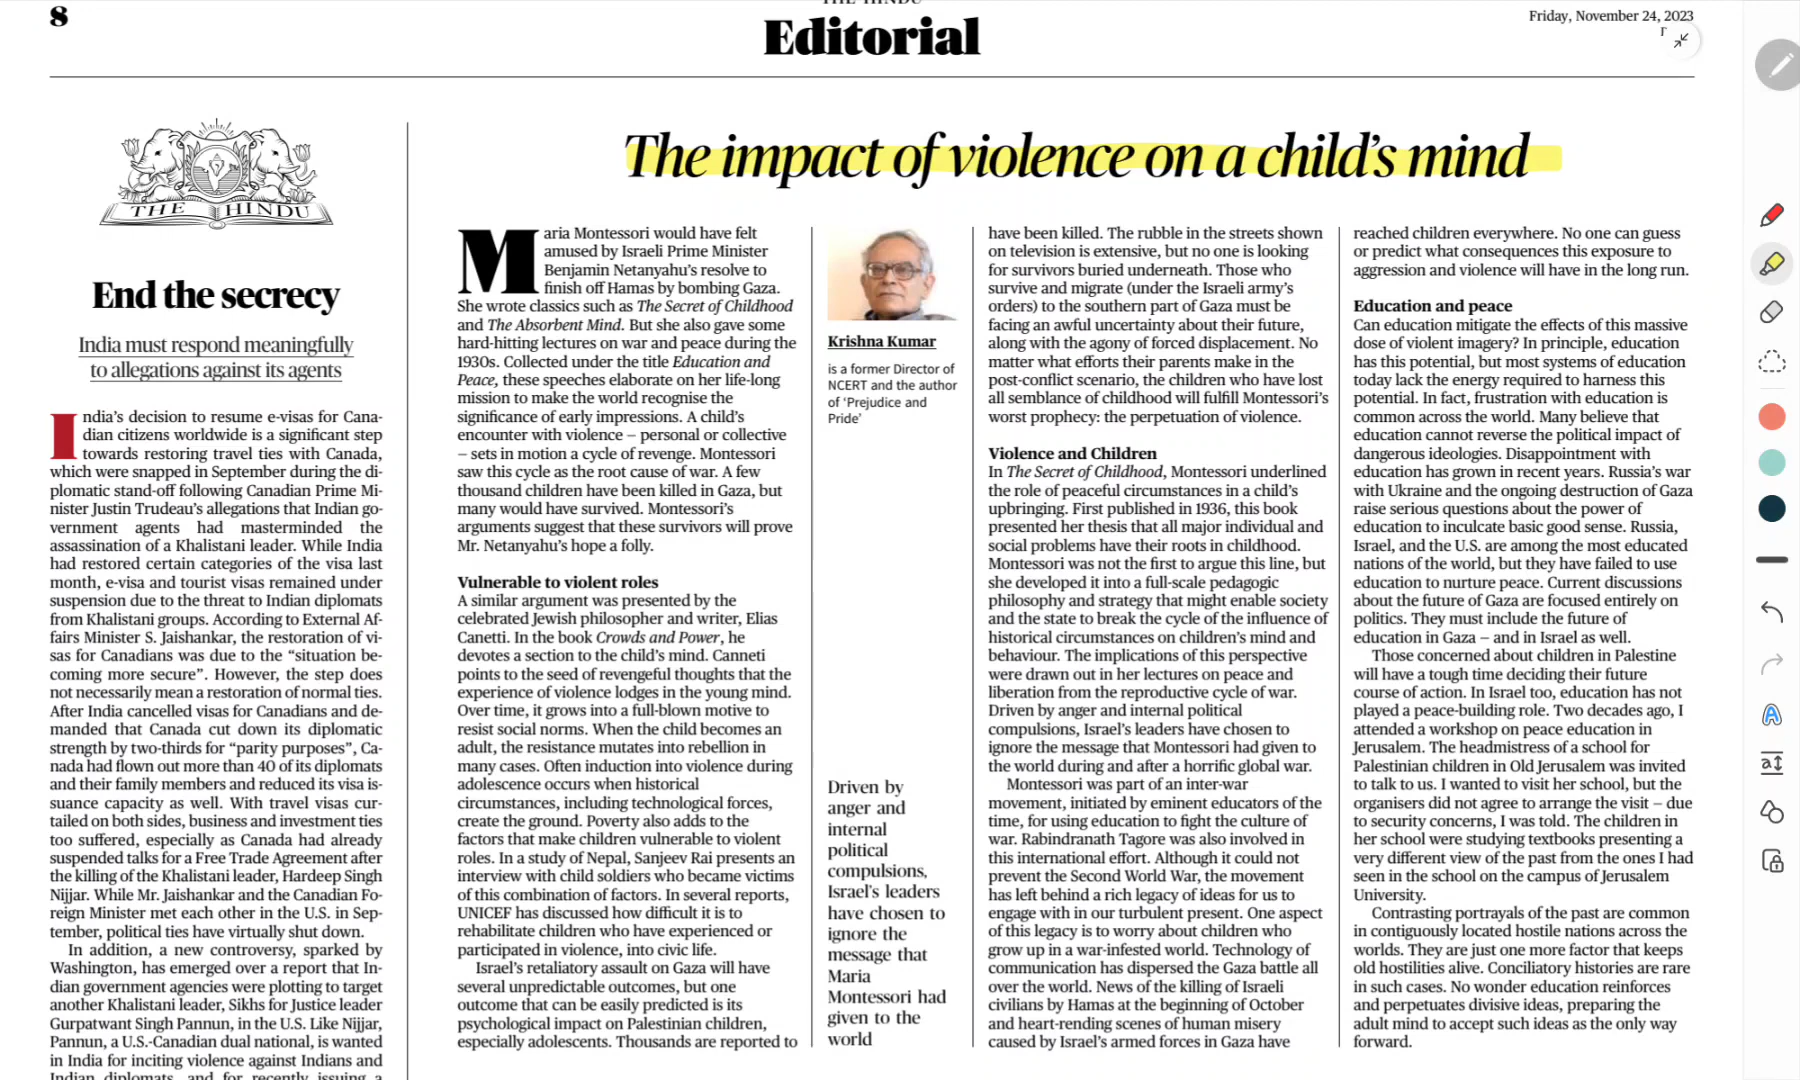 8
THE HINDU
Editorial
Friday, November 24, 2023
THE HINDU
End the secrecy
India must respond meaningfully
to allegations against its agents
India's decision to resume e-visas for Cana-
dian citizens worldwide is a significant step
towards restoring travel ties with Canada,
which were snapped in September during the di-
plomatic stand-off following Canadian Prime Mi-
nister Justin Trudeau's allegations that Indian go-
vernment agents had masterminded the
assassination of a Khalistani leader. While India
had restored certain categories of the visa last
month, e-visa and tourist visas remained under
suspension due to the threat to Indian diplomats
from Khalistani groups. According to External Af-
fairs Minister S. Jaishankar, the restoration of vi-
sas for Canadians was due to the “situation be-
coming more secure”. However, the step does
not necessarily mean a restoration of normal ties.
After India cancelled visas for Canadians and de-
manded that Canada cut down its diplomatic
strength by two-thirds for “parity purposes”, Ca-
nada had flown out more than 40 of its diplomats
and their family members and reduced its visa is-
suance capacity as well. With travel visas cur-
tailed on both sides, business and investment ties
too suffered, especially as Canada had already
suspended talks for a Free Trade Agreement after
the killing of the Khalistani leader, Hardeep Singh
Nijjar. While Mr. Jaishankar and the Canadian Fo-
reign Minister met each other in the U.S. in Sep-
tember, political ties have virtually shut down.
In addition, a new controversy, sparked by
Washington, has emerged over a report that In-
dian government agencies were plotting to target
another Khalistani leader, Sikhs for Justice leader
Gurpatwant Singh Pannun, in the U.S. Like Nijjar,
Pannun, a U.S.-Canadian dual national, is wanted
in India for inciting violence against Indians and
Indian diplomats, and for recently issuing a
The impact of violence on a child's mind
Maria Montessori would have felt
amused by Israeli Prime Minister
Benjamin Netanyahu's resolve to
finish off Hamas by bombing Gaza.
She wrote classics such as The Secret of Childhood
and The Absorbent Mind. But she also gave some
hard-hitting lectures on war and peace during the
1930s. Collected under the title Education and
Peace, these speeches elaborate on her life-long
mission to make the world recognise the
significance of early impressions. A child's
encounter with violence – personal or collective
– sets in motion a cycle of revenge. Montessori
saw this cycle as the root cause of war. A few
thousand children have been killed in Gaza, but
many would have survived. Montessori's
arguments suggest that these survivors will prove
Mr. Netanyahu's hope a folly.
Vulnerable to violent roles
A similar argument was presented by the
celebrated Jewish philosopher and writer, Elias
Canetti. In the book Crowds and Power, he
devotes a section to the child's mind. Canneti
points to the seed of revengeful thoughts that the
experience of violence lodges in the young mind.
Over time, it grows into a full-blown motive to
resist social norms. When the child becomes an
adult, the resistance mutates into rebellion in
many cases. Often induction into violence during
adolescence occurs when historical
circumstances, including technological forces,
create the ground. Poverty also adds to the
factors that make children vulnerable to violent
roles. In a study of Nepal, Sanjeev Rai presents an
interview with child soldiers who became victims
of this combination of factors. In several reports,
UNICEF has discussed how difficult it is to
rehabilitate children who have experienced or
participated in violence, into civic life.
Israel's retaliatory assault on Gaza will have
several unpredictable outcomes, but one
outcome that can be easily predicted is its
psychological impact on Palestinian children,
especially adolescents. Thousands are reported to
Krishna Kumar
is a former Director of
NCERT and the author
of ‘Prejudice and
Pride’
Driven by
anger and
internal
political
compulsions,
Israel's leaders
have chosen to
ignore the
message that
Maria
Montessori had
given to the
world
have been killed. The rubble in the streets shown
on television is extensive, but no one is looking
for survivors buried underneath. Those who
survive and migrate (under the Israeli army's
orders) to the southern part of Gaza must be
facing an awful uncertainty about their future,
along with the agony of forced displacement. No
matter what efforts their parents make in the
post-conflict scenario, the children who have lost
all semblance of childhood will fulfill Montessori's
worst prophecy: the perpetuation of violence.
Violence and Children
In The Secret of Childhood, Montessori underlined
the role of peaceful circumstances in a child's
upbringing. First published in 1936, this book
presented her thesis that all major individual and
social problems have their roots in childhood.
Montessori was not the first to argue this line, but
she developed it into a full-scale pedagogic
philosophy and strategy that might enable society
and the state to break the cycle of the influence of
historical circumstances on children's mind and
behaviour. The implications of this perspective
were drawn out in her lectures on peace and
liberation from the reproductive cycle of war.
Driven by anger and internal political
compulsions, Israel's leaders have chosen to
ignore the message that Montessori had given to
the world during and after a horrific global war.
Montessori was part of an inter-war
movement, initiated by eminent educators of the
time, for using education to fight the culture of
war. Rabindranath Tagore was also involved in
this international effort. Although it could not
prevent the Second World War, the movement
has left behind a rich legacy of ideas for us to
engage with in our turbulent present. One aspect
of this legacy is to worry about children who
grow up in a war-infested world. Technology of
communication has dispersed the Gaza battle all
over the world. News of the killing of Israeli
civilians by Hamas at the beginning of October
and heart-rending scenes of human misery
caused by Israel's armed forces in Gaza have
reached children everywhere. No one can guess
or predict what consequences this exposure to
aggression and violence will have in the long run.
Education and peace
Can education mitigate the effects of this massive
dose of violent imagery? In principle, education
has this potential, but most systems of education
today lack the energy required to harness this
potential. In fact, frustration with education is
common across the world. Many believe that
education cannot reverse the political impact of
dangerous ideologies. Disappointment with
education has grown in recent years. Russia's war
with Ukraine and the ongoing destruction of Gaza
raise serious questions about the power of
education to inculcate basic good sense. Russia,
Israel, and the U.S. are among the most educated
nations of the world, but they have failed to use
education to nurture peace. Current discussions
about the future of Gaza are focused entirely on
politics. They must include the future of
education in Gaza – and in Israel as well.
Those concerned about children in Palestine
will have a tough time deciding their future
course of action. In Israel too, education has not
played a peace-building role. Two decades ago, I
attended a workshop on peace education in
Jerusalem. The headmistress of a school for
Palestinian children in Old Jerusalem was invited
to talk to us. I wanted to visit her school, but the
organisers did not agree to arrange the visit – due
to security concerns, I was told. The children in
her school were studying textbooks presenting a
very different view of the past from the ones I had
seen in the school on the campus of Jerusalem
University.
Contrasting portrayals of the past are common
in contiguously located hostile nations across the
worlds. They are just one more factor that keeps
old hostilities alive. Conciliatory histories are rare
in such cases. No wonder education reinforces
and perpetuates divisive ideas, preparing the
adult mind to accept such ideas as the only way
forward.